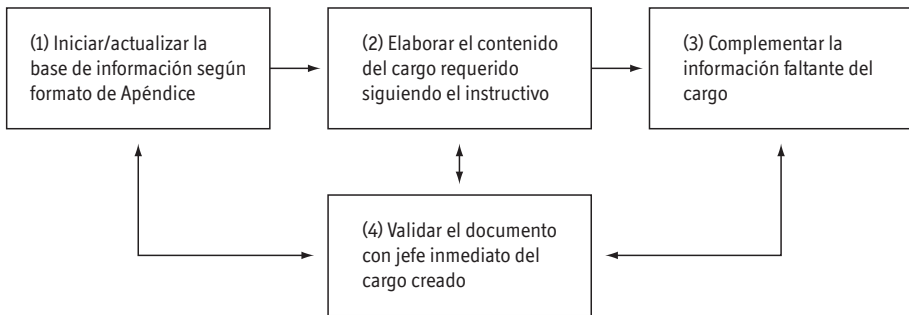 (1) Iniciar/actualizar la
base de información según
formato de Apéndice
(2) Elaborar el contenido
del cargo requerido
siguiendo el instructivo
(3) Complementar la
información faltante del
cargo
(4) Validar el documento
con jefe inmediato del
cargo creado